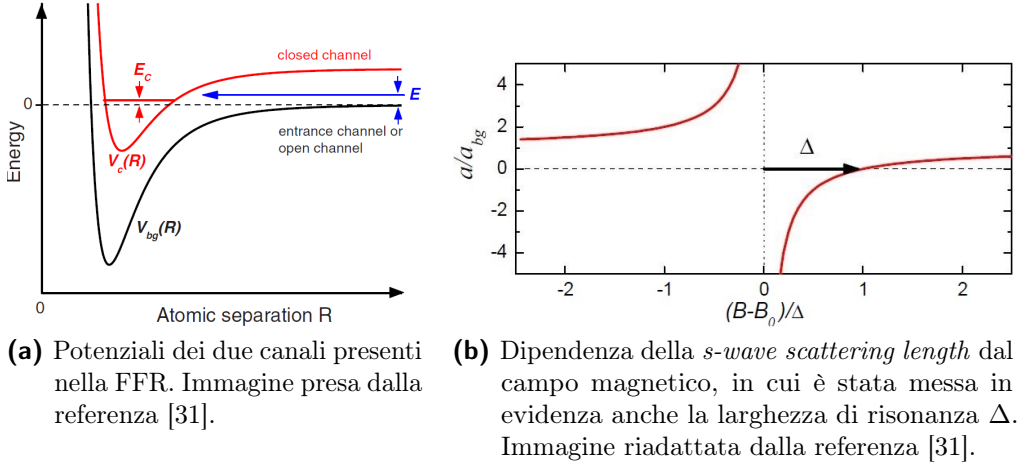 Energy
0
0
E_C
V_c(R)
V_bg(R)
closed channel
E
entrance channel or
open channel
Atomic separation R
a/a_bg
4
2
0
-2
-4
Δ
-2
-1
0
1
2
(B-B_0)/Δ
(a) Potenziali dei due canali presenti
nella FFR. Immagine presa dalla
referenza [31].
(b) Dipendenza della s-wave scattering length dal
campo magnetico, in cui è stata messa in
evidenza anche la larghezza di risonanza Δ.
Immagine riadattata dalla referenza [31].